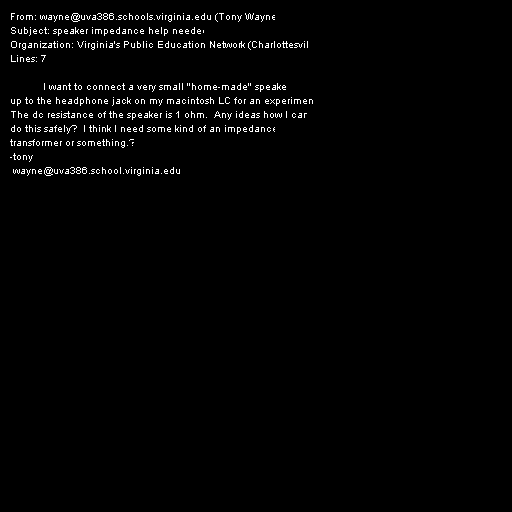 From: wayne@uva386.schools.virginia.edu (Tony Wayne
Subject: speaker impedance help neede
Organization: Virginia's Public Education Network (Charlottesvil
Lines: 7
I want to connect a very small "home-made" speake
up to the headphone jack on my macintosh LC for an experimen
The dc resistance of the speaker is 1 ohm. Any ideas how I can
do this safely? I think I need some kind of an impedance
transformer or something.?
-tony
wayne@uva386.school.virginia.edu